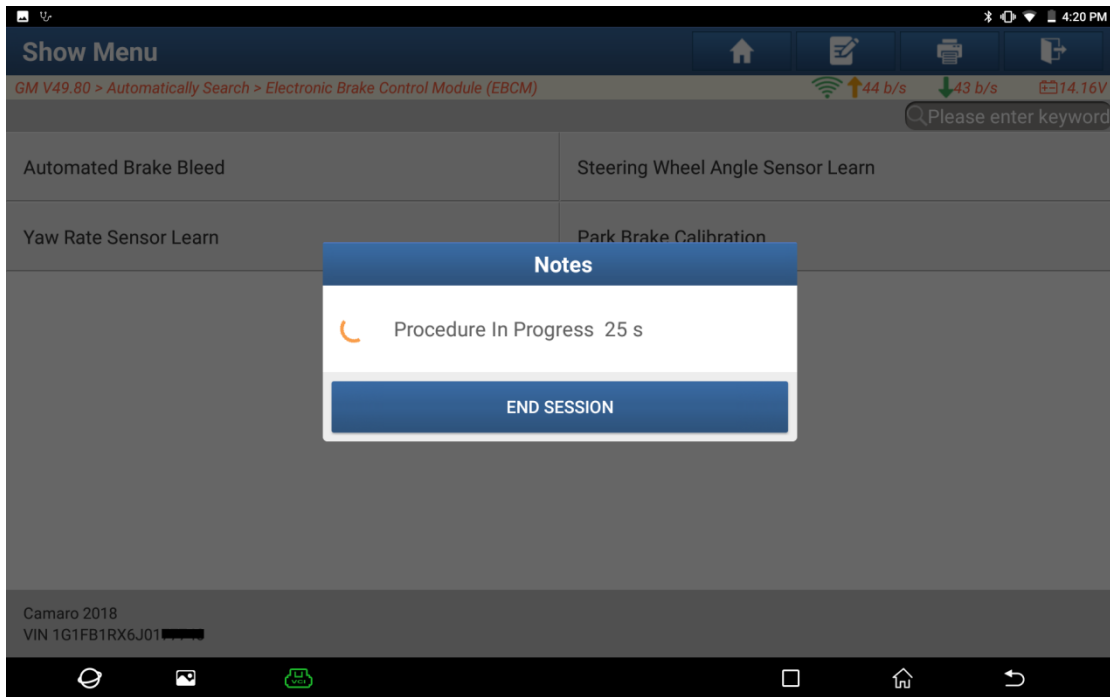 4:20 PM
Show Menu
GM V49.80 > Automatically Search > Electronic Brake Control Module (EBCM)
44 b/s
43 b/s
14.16V
Please enter keyword
Automated Brake Bleed
Steering Wheel Angle Sensor Learn
Yaw Rate Sensor Learn
Park Brake Calibration
Notes
Procedure In Progress 25 s
END SESSION
Camaro 2018
VIN 1G1FB1RX6J01
VCI